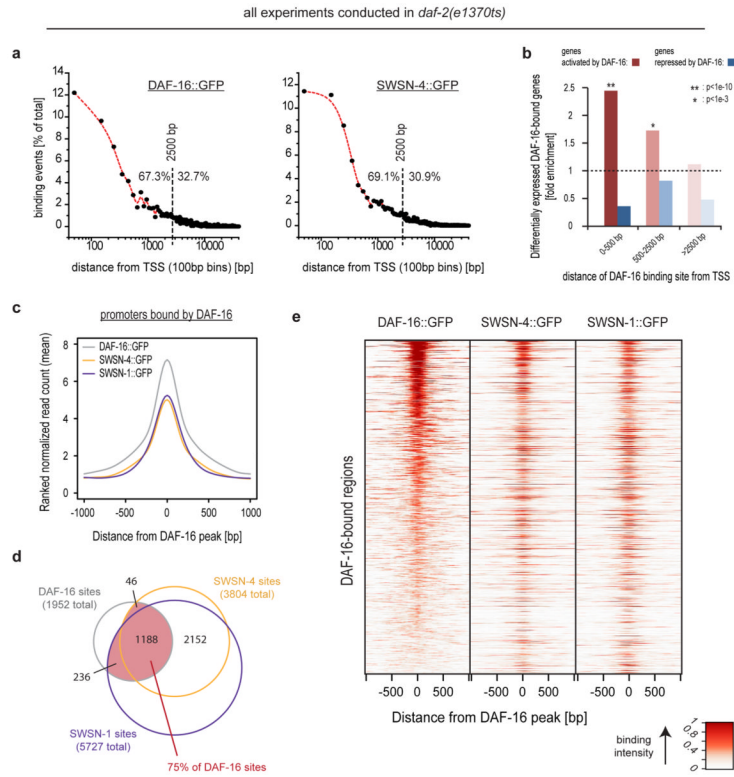 all experiments conducted in daf-2(e1370ts)
a
DAF-16::GFP
SWSN-4::GFP
binding events [% of total]
14
12
10
8
6
4
2
0
67.3%
2500 bp
32.7%
100
1000
10000
distance from TSS (100bp bins) [bp]
12
10
8
6
4
2
0
69.1%
2500 bp
30.9%
100
1000
10000
distance from TSS (100bp bins) [bp]
b
genes
activated by DAF-16:
genes
repressed by DAF-16:
** : p<1e-10
* : p<1e-3
Differentially expressed DAF-16-bound genes
[fold enrichment]
2.5
2
1.5
1
0.5
0
**
*
0-500 bp
500-2500 bp
>2500 bp
distance of DAF-16 binding site from TSS
c
promoters bound by DAF-16
DAF-16::GFP
SWSN-4::GFP
SWSN-1::GFP
Ranked normalized read count (mean)
8
6
4
2
0
-1000
-500
0
500
1000
Distance from DAF-16 peak [bp]
d
46
DAF-16 sites
(1952 total)
SWSN-4 sites
(3804 total)
1188
2152
236
SWSN-1 sites
(5727 total)
75% of DAF-16 sites
e
DAF-16::GFP
SWSN-4::GFP
SWSN-1::GFP
DAF-16-bound regions
-500
0
500
-500
0
500
-500
0
500
Distance from DAF-16 peak [bp]
binding
intensity
0
0.4
0.8
1